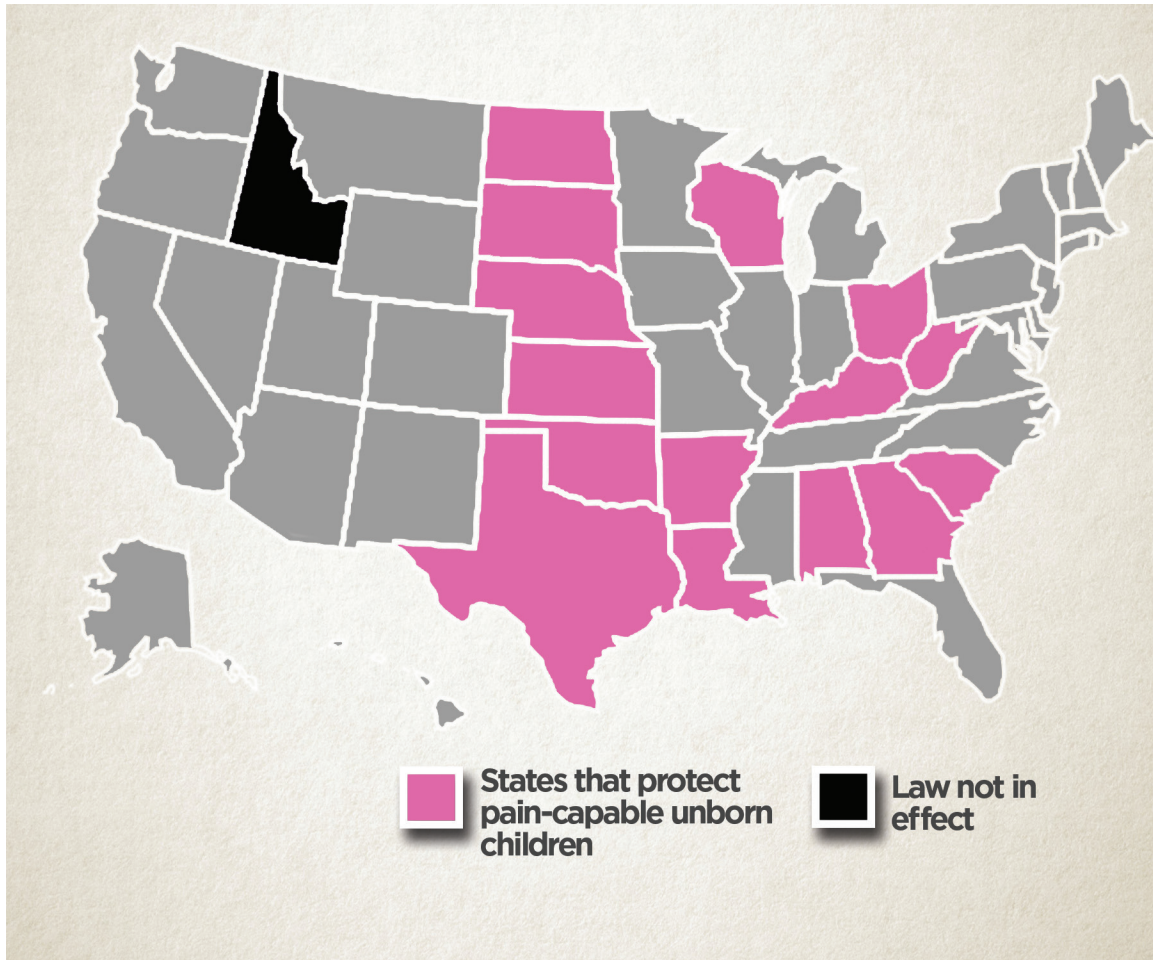 States that protect
pain-capable unborn
children
Law not in
effect